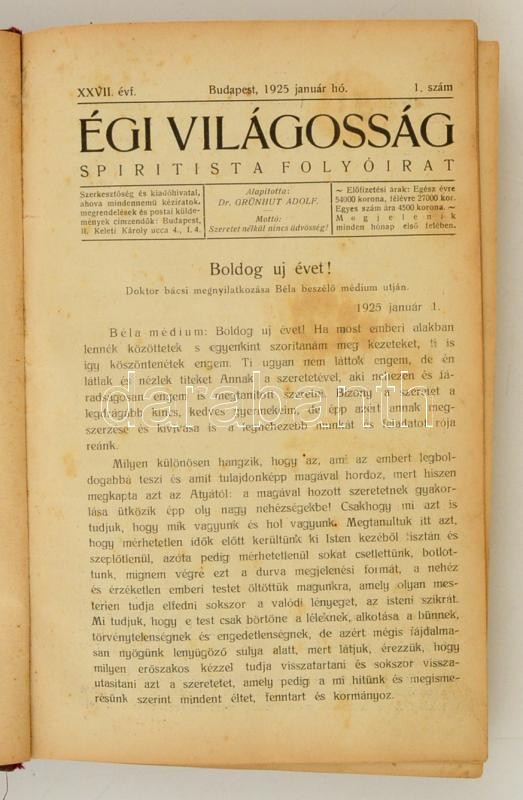 XXVII. évf. Budapest, 1925 január hó. 1. szám
ÉGI VILÁGOSSÁG
SPIRITISTA FOLYÓIRAT
Szerkesztőség és kiadóhivatal,
ahova mindennemű kéziratok,
megrendelések és postai külde-
mények címzendők: Budapest,
II. Keleti Károly ucca 4., I. 4.
Alapította:
Dr. GRÜNHUT ADOLF.
Mottó:
Szeretet nélkül nincs üdvösség!
~ Előfizetési árak: Egész évre
54000 korona, félévre 27000 kor.
Egyes szám ára 4500 korona. ~
Megjelenik
minden hónap első felében.
Boldog uj évet!
Doktor bácsi megnyilatkozása Béla beszélő médium utján.
1925 január 1.
Béla médium: Boldog uj évet! Ha most emberi alakban
lennék közöttetek s egyenkint szorítanám meg kezeteket, ti is
igy köszöntenétek engem. Ti ugyan nem láttok engem, de én
látlak és nézlek titeket Annak a szeretetével, aki nehezen és fá-
radságosan engem is megtanított szeretni. Bizony a szeretet a
legdrágább kincs, kedves gyermekeim, de épp azért annak meg-
szerzése és kivívása is a legnehezebb munkát és feladatot rója
reánk.
Milyen különösen hangzik, hogy az, ami az embert legbol-
dogabbá teszi és amit tulajdonképp magával hordoz, mert hiszen
megkapta azt az Atyától: a magával hozott szeretetnek gyakor-
lása ütközik épp oly nagy nehézségekbe! Csakhogy mi azt is
tudjuk, hogy mik vagyunk és hol vagyunk. Megtanultuk itt azt,
hogy mérhetetlen idők előtt kerültünk ki Isten kezéből tisztán és
szeplőtlenül, azóta pedig mérhetetlenül sokat csetlettünk, botlot-
tunk, mignem végre ezt a durva megjelenési formát, a nehéz
és érzéketlen emberi testet öltöttük magunkra, amely olyan mes-
terien tudja elfedni sokszor a valódi lényeget, az isteni szikrát.
Mi tudjuk, hogy e test csak börtöne a léleknek, alkotása a bünnek,
törvénytelenségnek és engedetlenségnek, de azért mégis fájdalma-
san nyögünk lenyügöző sulya alatt, mert látjuk, érezzük, hogy
milyen erőszakos kézzel tudja visszatartani és sokszor vissza-
utasítani azt a szeretetet, amely pedig a mi hitünk és megisme-
résünk szerint mindent éltet, fenntart és kormányoz.
darabanth